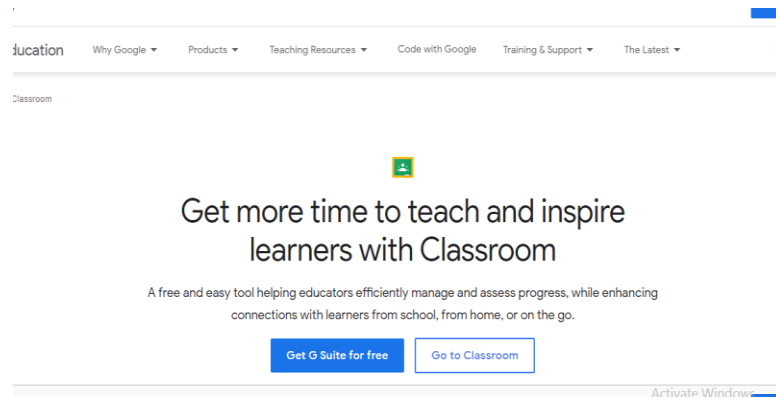 ducation Why Google Products Teaching Resources Code with Google Training & Support The Latest
Classroom
Get more time to teach and inspire
learners with Classroom
A free and easy tool helping educators efficiently manage and assess progress, while enhancing
connections with learners from school, from home, or on the go.
Get G Suite for free Go to Classroom
Activate Windows